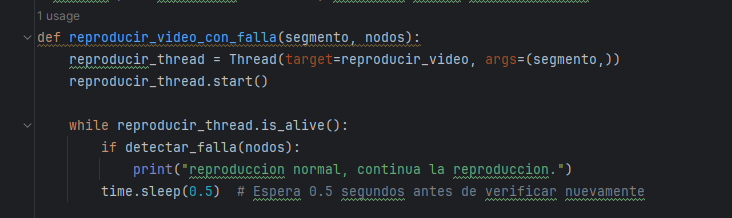 1 usage
def reproducir_video_con_falla(segmento, nodos):
    reproducir_thread = Thread(target=reproducir_video, args=(segmento,))
    reproducir_thread.start()
    while reproducir_thread.is_alive():
        if detectar_falla(nodos):
            print("reproduccion normal, continua la reproduccion.")
        time.sleep(0.5)  # Espera 0.5 segundos antes de verificar nuevamente